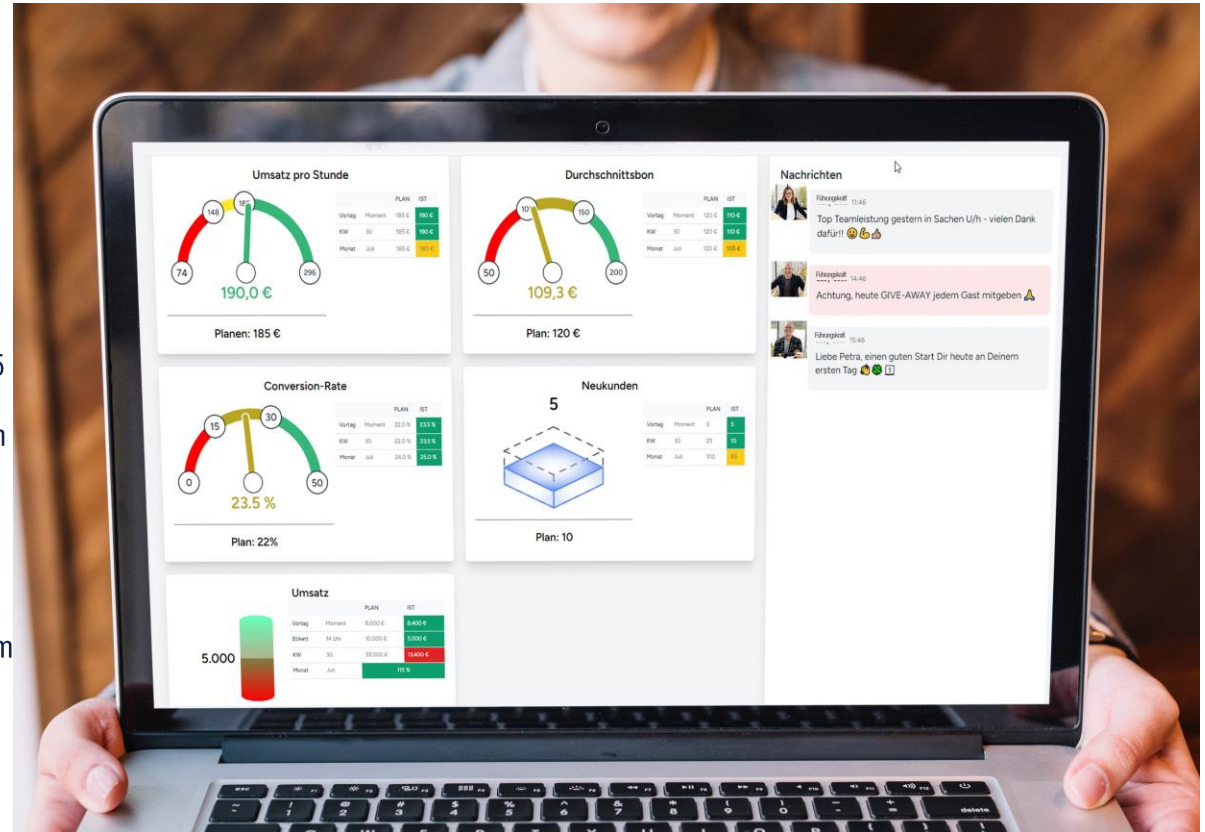 Umsatz pro Stunde
148
74
296
190,0 €
Planen: 185 €
PLAN IST
Vortag Moment 185 € 190 €
KW 30 185 € 190 €
Monat Juli 185 €
Durchschnittsbon
150
50
200
109,3 €
Plan: 120 €
PLAN IST
Vortag Moment 120 € 110 €
KW 30 120 € 110 €
Monat Juli 105 €
Conversion-Rate
15
30
0
50
23.5 %
Plan: 22%
PLAN IST
Vortag Moment 22.0 % 23.5 %
KW 30 22.0 % 23.5 %
Monat Juli 24.0 % 25.0 %
Neukunden
5
Plan: 10
PLAN IST
Vortag Moment 5 5
KW 30 10
Monat Juli 100
Umsatz
5.000
PLAN IST
Vortag Moment 8.000 € 8.400 €
Etikett 14 Uhr 10.000 € 5.000 €
KW 30 13.400 €
Monat Juli 115 %
Nachrichten
Führungskraft 11:46
Top Teamleistung gestern in Sachen U/h - vielen Dank
dafür!! 😀💪👍
Führungskraft 14:46
Achtung, heute GIVE-AWAY jedem Gast mitgeben 🙏
Führungskraft 15:46
Liebe Petra, einen guten Start Dir heute an Deinem
ersten Tag 👏🍀1
5
m
esc
delete